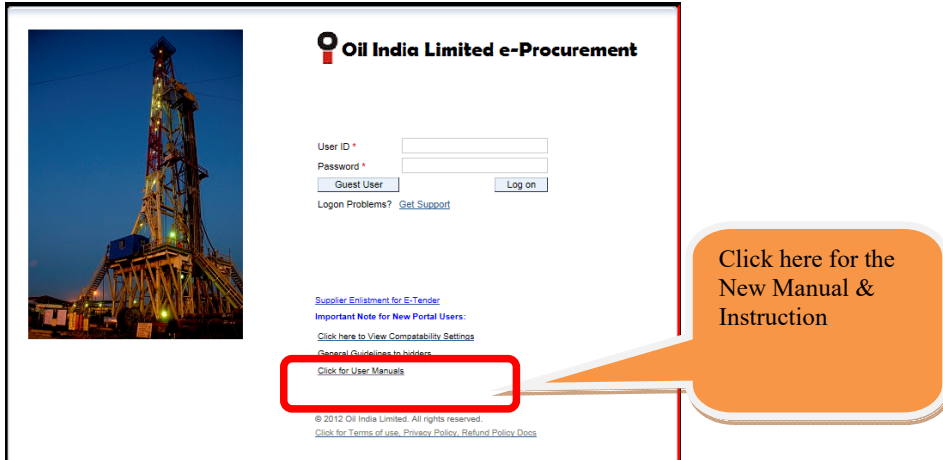 Oil India Limited e-Procurement
User ID *
Password *
Guest User Log on
Logon Problems? Get Support
Supplier Enlistment for E-Tender
Important Note for New Portal Users:
Click here to View Compatability Settings
General Guidelines to bidders
Click for User Manuals
© 2012 Oil India Limited. All rights reserved.
Click for Terms of use, Privacy Policy, Refund Policy Docs
Click here for the
New Manual &
Instruction